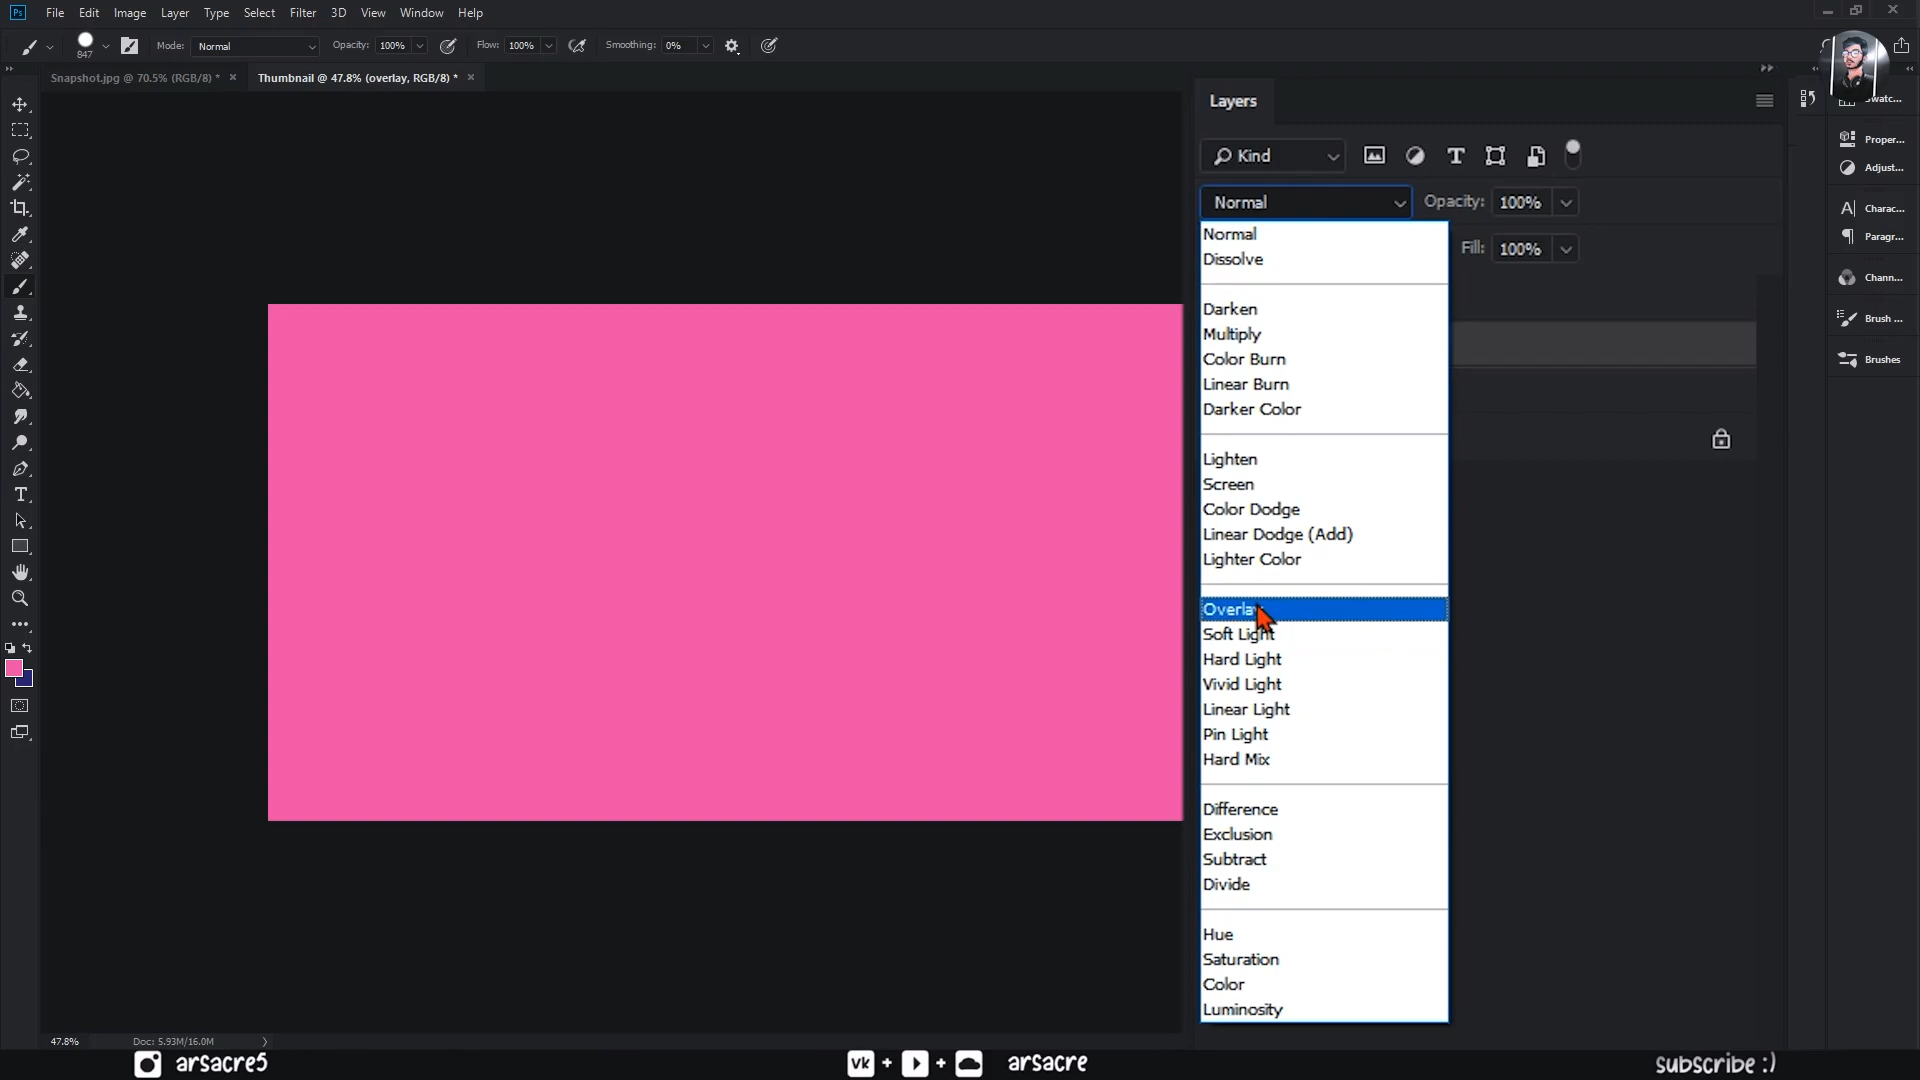 Ps File Edit Image Layer Type Select Filter 3D View Window Help
847 Mode: Normal Opacity: 100% Flow: 100% Smoothing: 0%
Snapshot.jpg @ 70.5% (RGB/8) * × Thumbnail @ 47.8% (overlay, RGB/8) * ×
Layers
Kind
Normal Opacity: 100%
Fill: 100%
Normal
Dissolve
Darken
Multiply
Color Burn
Linear Burn
Darker Color
Lighten
Screen
Color Dodge
Linear Dodge (Add)
Lighter Color
Overlay
Soft Light
Hard Light
Vivid Light
Linear Light
Pin Light
Hard Mix
Difference
Exclusion
Subtract
Divide
Hue
Saturation
Color
Luminosity
Swatc...
Proper...
Adjust...
Charac...
Paragr...
Chann...
Brush ...
Brushes
47.8% Doc: 5.93M/16.0M
arsacre5
vk + + arsacre
subscribe :)